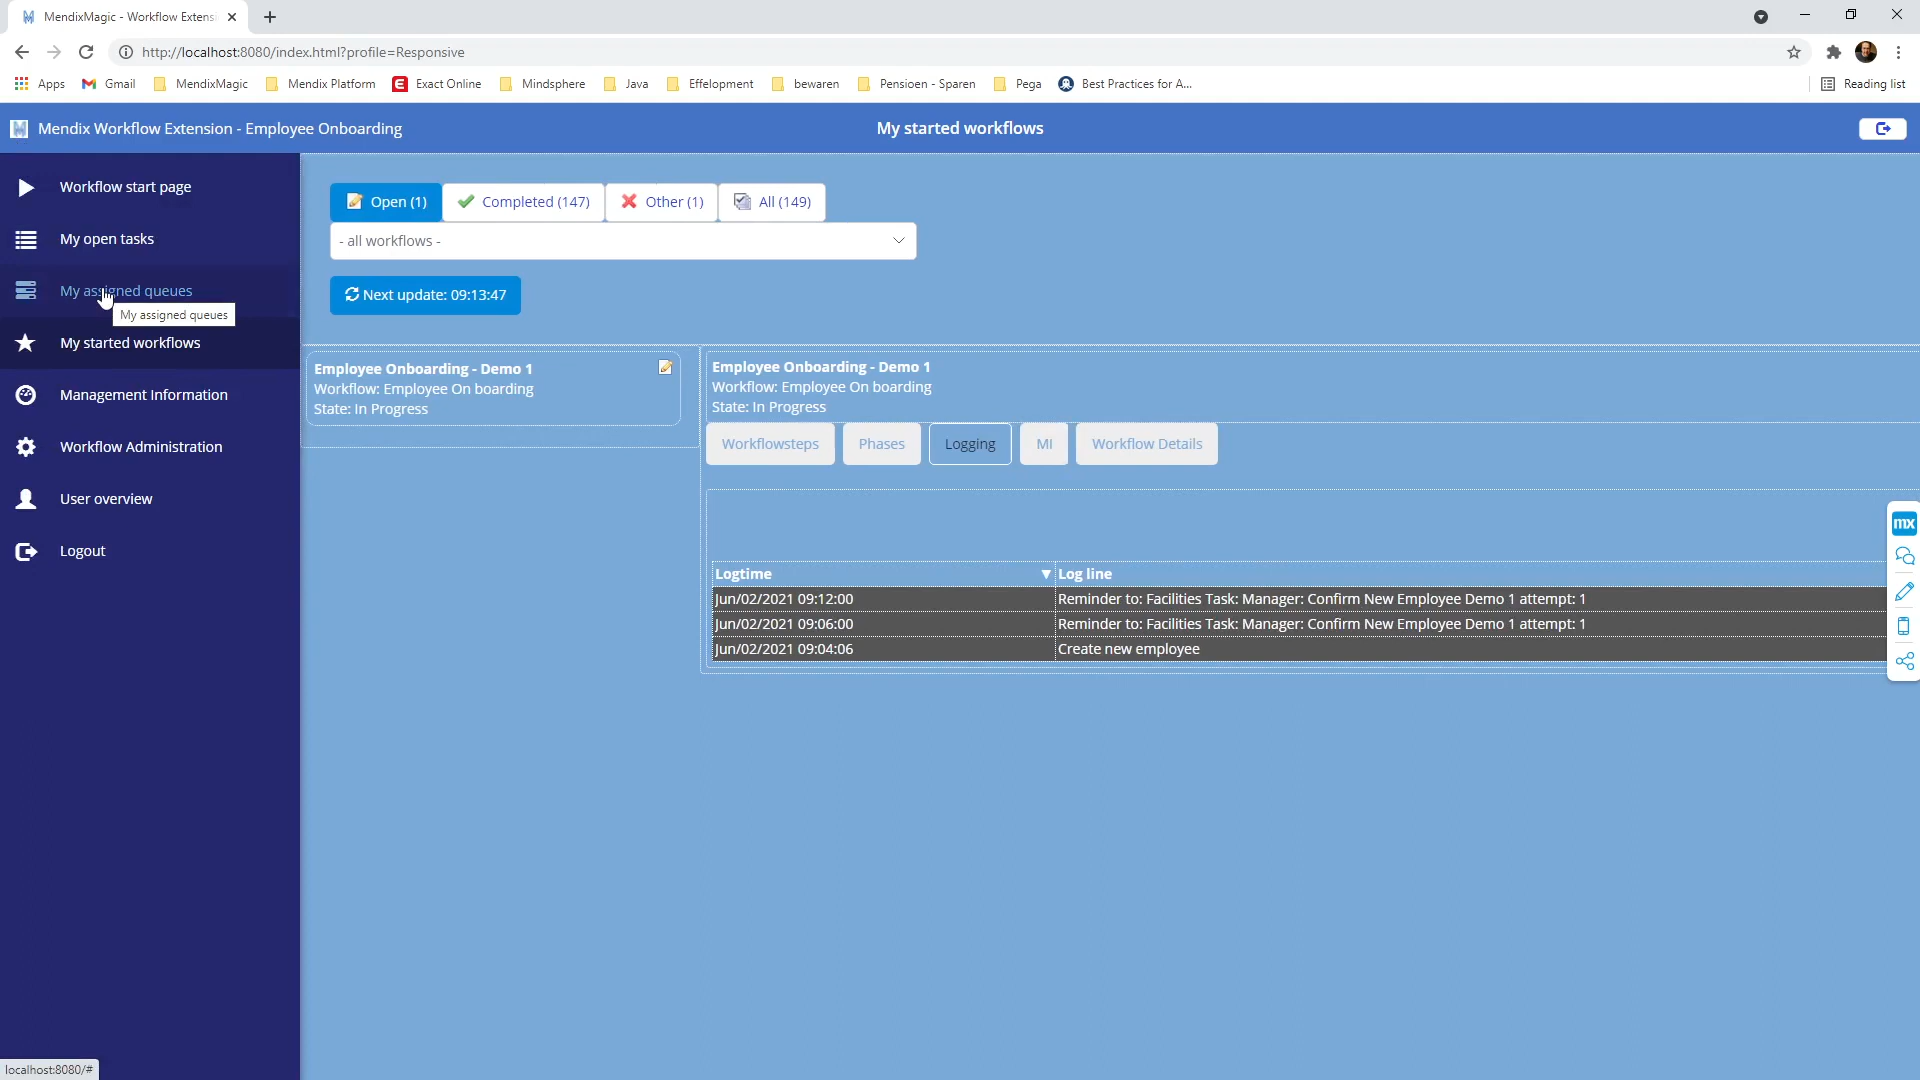 MendixMagic - Workflow Extens
http://localhost:8080/index.html?profile=Responsive
Apps Gmail MendixMagic Mendix Platform Exact Online Mindsphere Java Effelopment bewaren Pensioen - Sparen Pega Best Practices for A... Reading list
Mendix Workflow Extension - Employee Onboarding
My started workflows
Workflow start page
My open tasks
My assigned queues
My assigned queues
My started workflows
Management Information
Workflow Administration
User overview
Logout
Open (1) Completed (147) Other (1) All (149)
- all workflows -
Next update: 09:13:47
Employee Onboarding - Demo 1
Workflow: Employee On boarding
State: In Progress
Employee Onboarding - Demo 1
Workflow: Employee On boarding
State: In Progress
Workflowsteps Phases Logging MI Workflow Details
Logtime ▼ Log line
Jun/02/2021 09:12:00 Reminder to: Facilities Task: Manager: Confirm New Employee Demo 1 attempt: 1
Jun/02/2021 09:06:00 Reminder to: Facilities Task: Manager: Confirm New Employee Demo 1 attempt: 1
Jun/02/2021 09:04:06 Create new employee
mx
localhost:8080/#